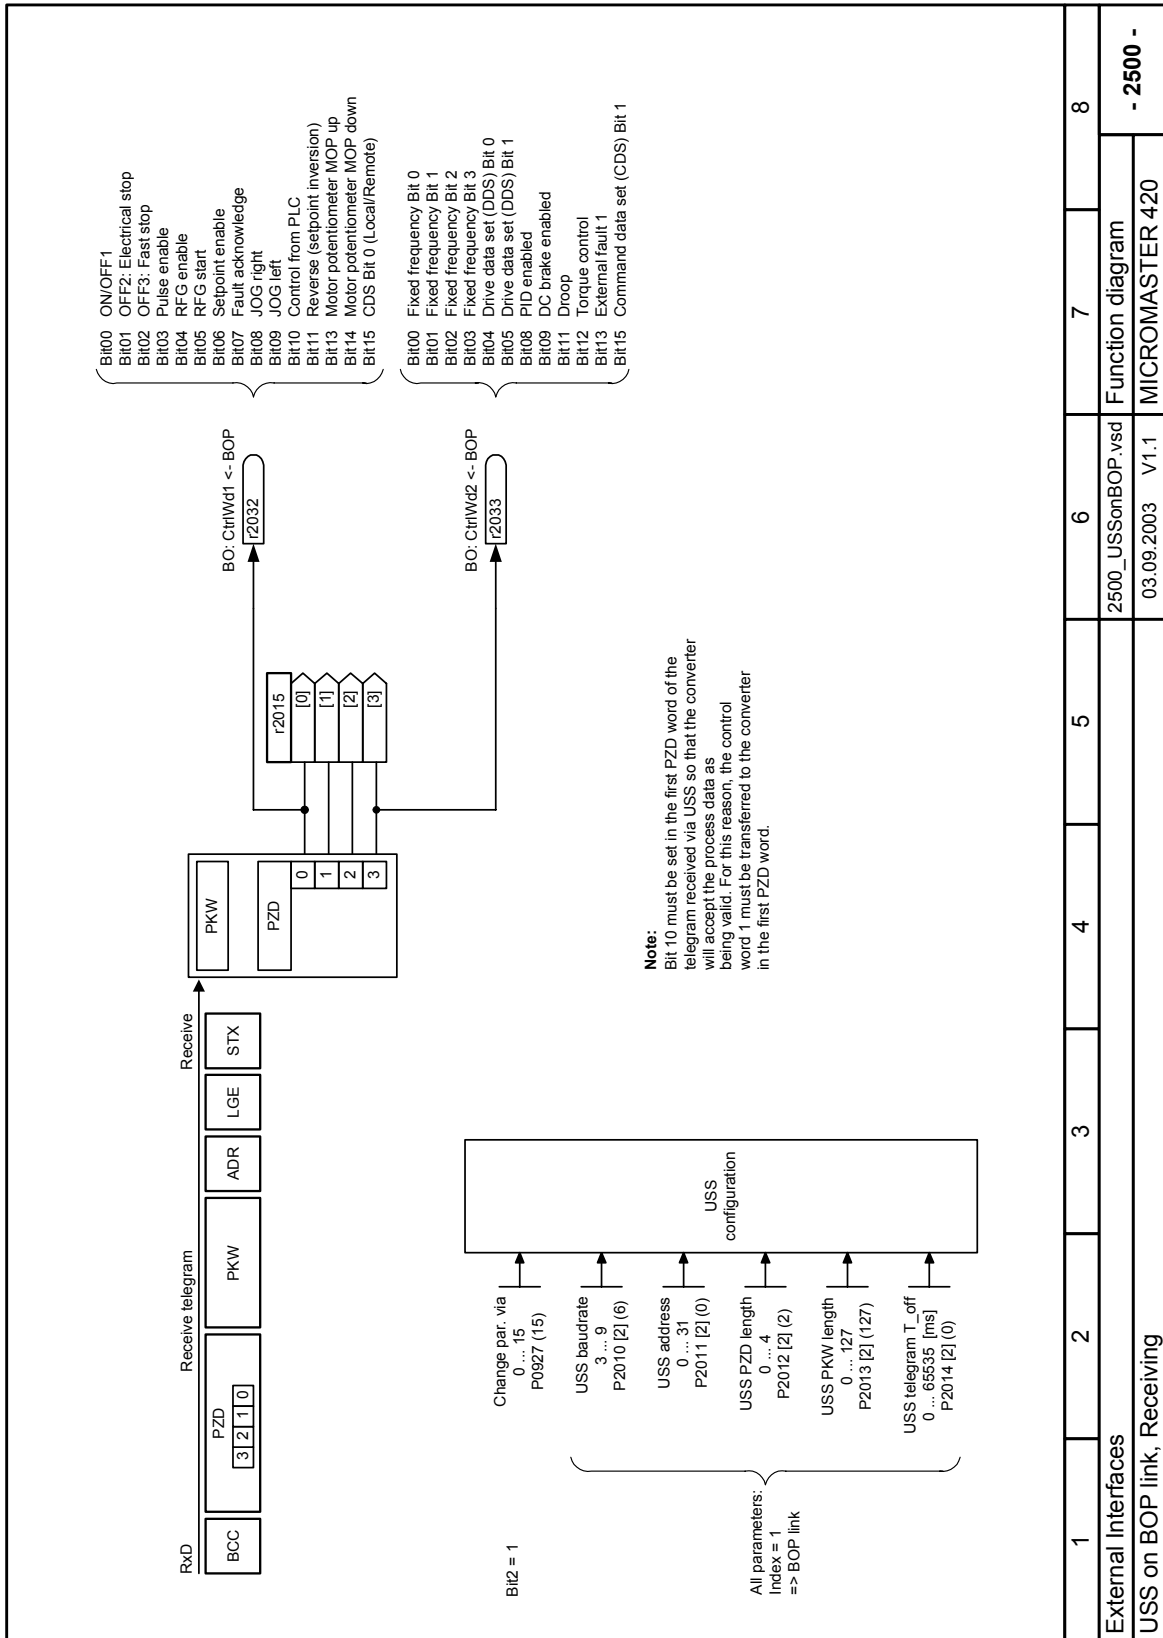 RxD
Receive telegram
Receive
BCC
PZD
3 2 1 0
PKW
ADR
LGE
STX
PKW
PZD
0
1
2
3
r2015
[0]
[1]
[2]
[3]
BO: CtrlWd1 <- BOP
r2032
BO: CtrlWd2 <- BOP
r2033
Bit00 ON/OFF1
Bit01 OFF2: Electrical stop
Bit02 OFF3: Fast stop
Bit03 Pulse enable
Bit04 RFG enable
Bit05 RFG start
Bit06 Setpoint enable
Bit07 Fault acknowledge
Bit08 JOG right
Bit09 JOG left
Bit10 Control from PLC
Bit11 Reverse (setpoint inversion)
Bit13 Motor potentiometer MOP up
Bit14 Motor potentiometer MOP down
Bit15 CDS Bit 0 (Local/Remote)
Bit00 Fixed frequency Bit 0
Bit01 Fixed frequency Bit 1
Bit02 Fixed frequency Bit 2
Bit03 Fixed frequency Bit 3
Bit04 Drive data set (DDS) Bit 0
Bit05 Drive data set (DDS) Bit 1
Bit08 PID enabled
Bit09 DC brake enabled
Bit11 Droop
Bit12 Torque control
Bit13 External fault 1
Bit15 Command data set (CDS) Bit 1
Bit2 = 1
Change par. via
0 ... 15
P0927 (15)
USS baudrate
3 ... 9
P2010 [2] (6)
USS address
0 ... 31
P2011 [2] (0)
USS PZD length
0 ... 4
P2012 [2] (2)
USS PKW length
0 ... 127
P2013 [2] (127)
USS telegram T_off
0 ... 65535 [ms]
P2014 [2] (0)
All parameters:
Index = 1
=> BOP link
USS
configuration
Note:
Bit 10 must be set in the first PZD word of the
telegram received via USS so that the converter
will accept the process data as
being valid. For this reason, the control
word 1 must be transferred to the converter
in the first PZD word.
1 2 3 4 5 6 7 8
External Interfaces
2500_USSonBOP.vsd
Function diagram
- 2500 -
USS on BOP link, Receiving
03.09.2003 V1.1
MICROMASTER 420